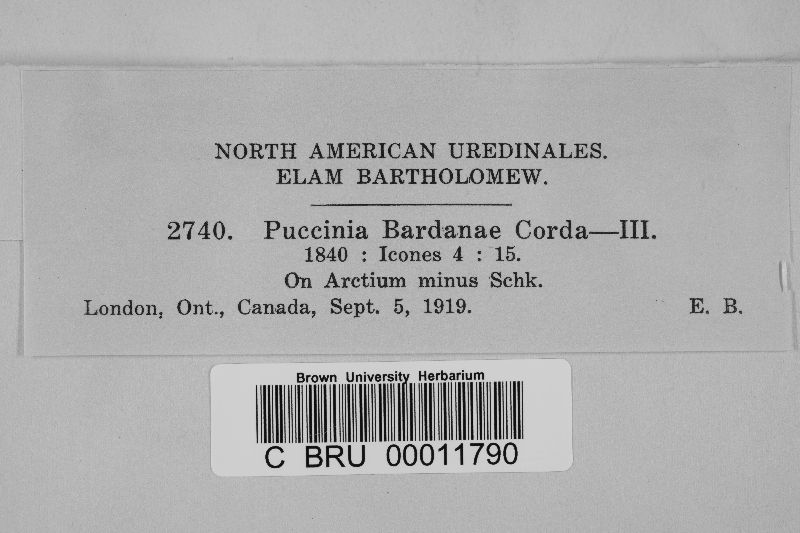 NORTH AMERICAN UREDINALES.
ELAM BARTHOLOMEW.
2740. Puccinia Bardanae Corda—III.
1840 : Icones 4 : 15.
On Arctium minus Schk.
London, Ont., Canada, Sept. 5, 1919. E. B.
Brown University Herbarium
C BRU 00011790